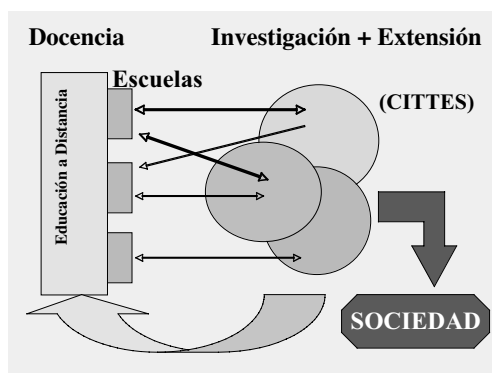 Docencia
Investigación + Extensión
Escuelas
(CITTES)
Educación a Distancia
SOCIEDAD